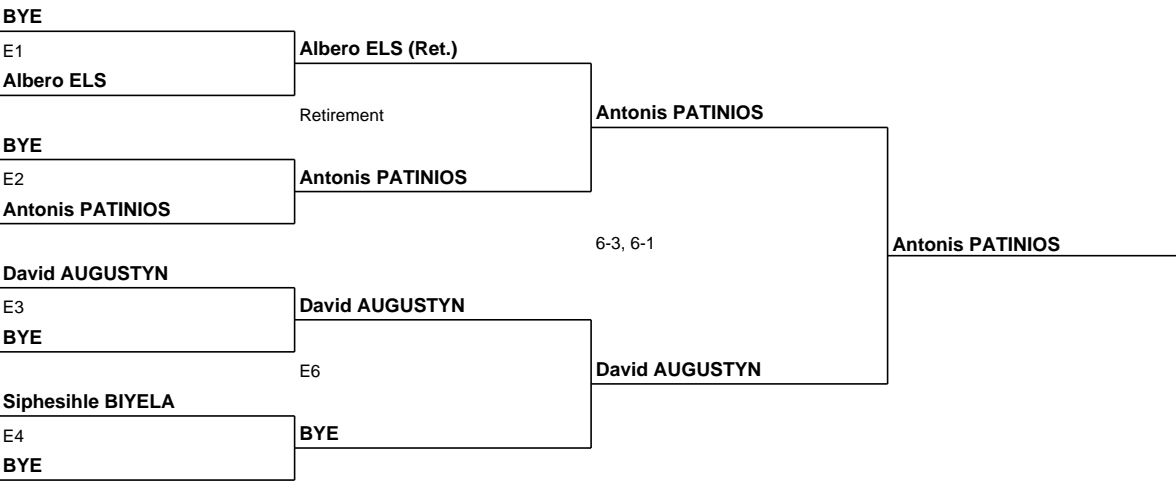 BYE
E1
Albero ELS
BYE
E2
Antonis PATINIOS
David AUGUSTYN
E3
BYE
Siphesihle BIYELA
E4
BYE
Albero ELS (Ret.)
Retirement
Antonis PATINIOS
David AUGUSTYN
E6
BYE
Antonis PATINIOS
6-3, 6-1
David AUGUSTYN
Antonis PATINIOS